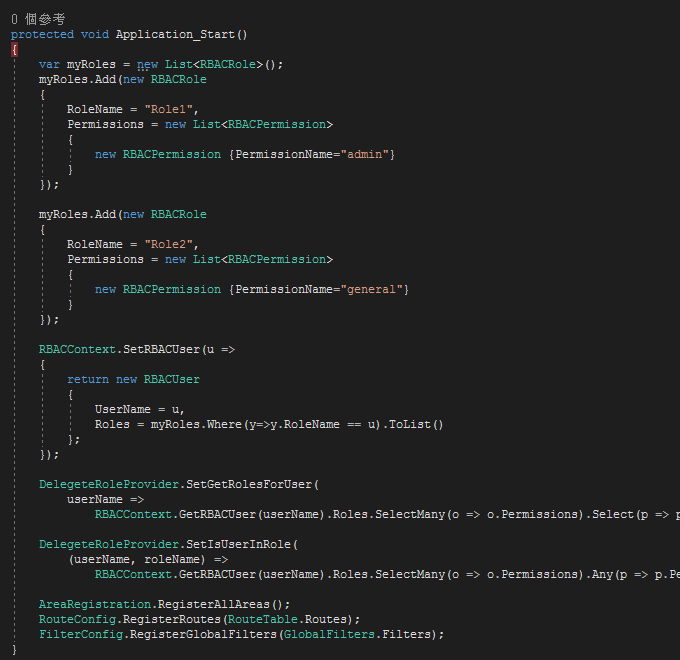 0 個參考
protected void Application_Start()
{
var myRoles = new List<RBACRole>();
myRoles.Add(new RBACRole
{
RoleName = "Role1",
Permissions = new List<RBACPermission>
{
new RBACPermission {PermissionName="admin"}
}
});
myRoles.Add(new RBACRole
{
RoleName = "Role2",
Permissions = new List<RBACPermission>
{
new RBACPermission {PermissionName="general"}
}
});
RBACContext.SetRBACUser(u =>
{
return new RBACUser
{
UserName = u,
Roles = myRoles.Where(y=>y.RoleName == u).ToList()
};
});
DelegeteRoleProvider.SetGetRolesForUser(
userName =>
RBACContext.GetRBACUser(userName).Roles.SelectMany(o => o.Permissions).Select(p => p
DelegeteRoleProvider.SetIsUserInRole(
(userName, roleName) =>
RBACContext.GetRBACUser(userName).Roles.SelectMany(o => o.Permissions).Any(p => p.Pe
AreaRegistration.RegisterAllAreas();
RouteConfig.RegisterRoutes(RouteTable.Routes);
FilterConfig.RegisterGlobalFilters(GlobalFilters.Filters);
}